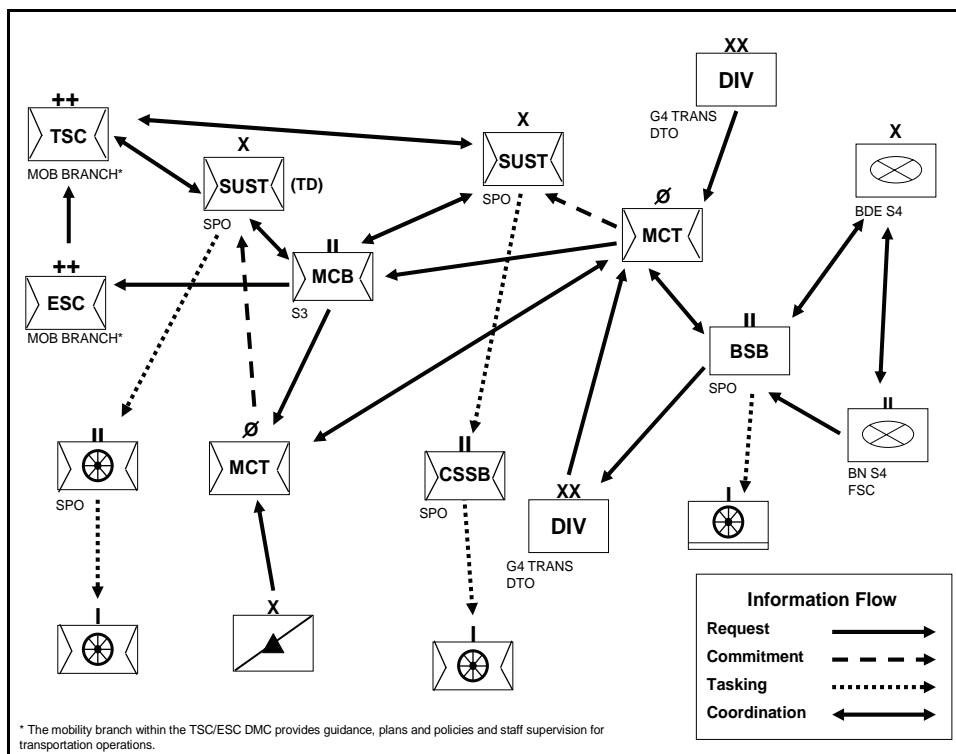 XX
DIV
G4 TRANS
DTO
++
TSC
MOB BRANCH*
X
SUST
(TD)
SPO
X
SUST
SPO
X
BDE S4
Ø
MCT
++
ESC
MOB BRANCH*
II
MCB
S3
II
BSB
SPO
II
SPO
Ø
MCT
II
CSSB
SPO
XX
DIV
G4 TRANS
DTO
II
BN S4
FSC
I
I
X
I
Information Flow
Request
Commitment
Tasking
Coordination
* The mobility branch within the TSC/ESC DMC provides guidance, plans and policies and staff supervision for
transportation operations.